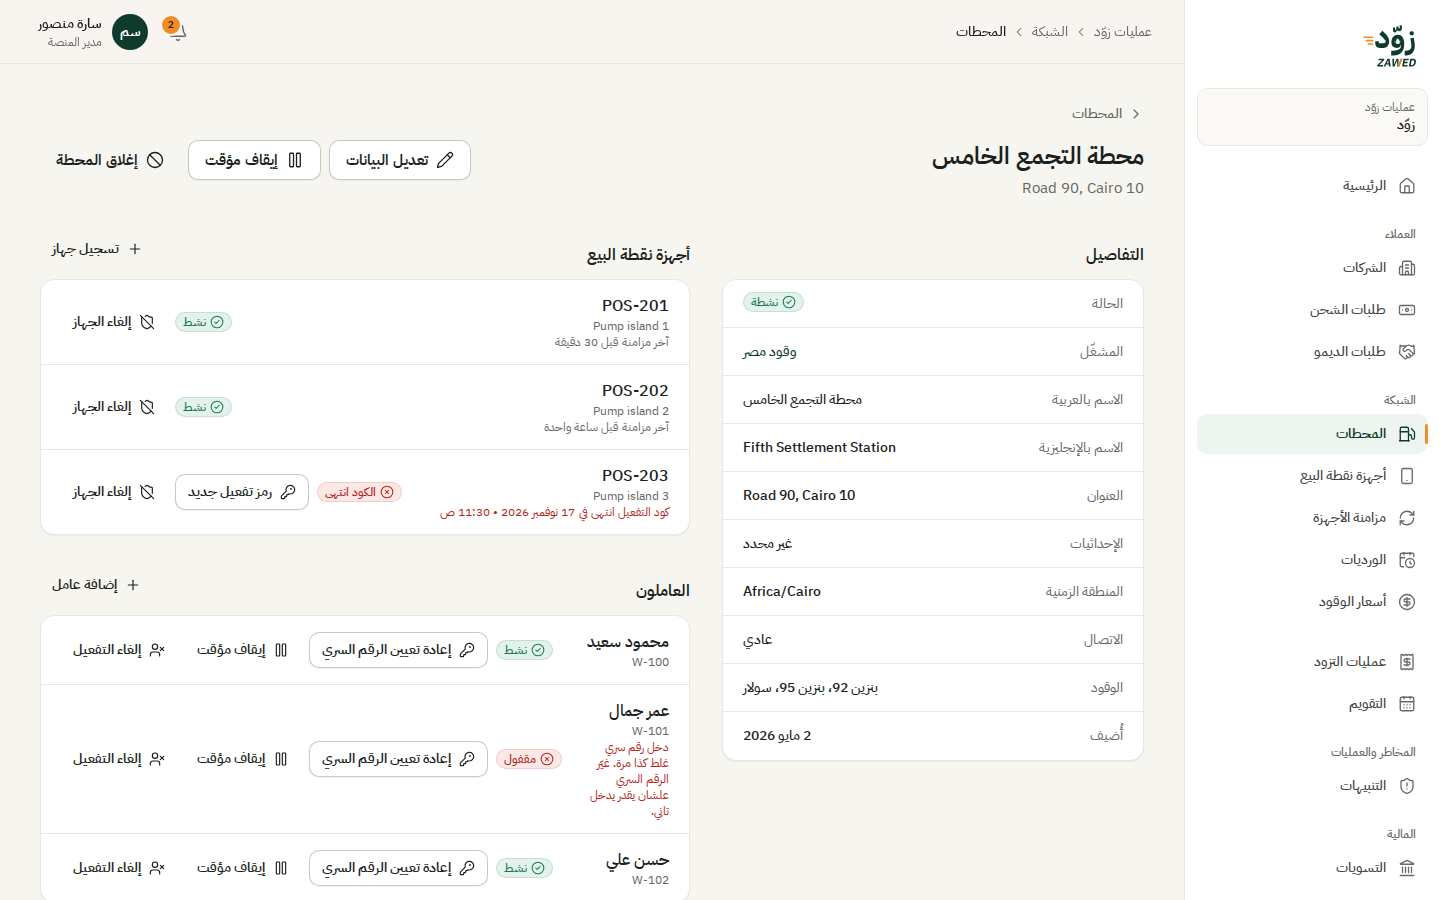 زوّد
ZAWED
عمليات زوّد
زوّد
الرئيسية
العملاء
الشركات
طلبات الشحن
طلبات الديمو
الشبكة
المحطات
أجهزة نقطة البيع
مزامنة الأجهزة
الورديات
أسعار الوقود
عمليات التزود
التقويم
المخاطر والعمليات
التنبيهات
المالية
التسويات
عمليات زوّد
الشبكة
المحطات
2
سم
سارة منصور
مدير المنصة
المحطات
محطة التجمع الخامس
Road 90, Cairo 10
تعديل البيانات
إيقاف مؤقت
إغلاق المحطة
التفاصيل
الحالة نشطة
المشغّل وقود مصر
الاسم بالعربية محطة التجمع الخامس
الاسم بالإنجليزية Fifth Settlement Station
العنوان Road 90, Cairo 10
الإحداثيات غير محدد
المنطقة الزمنية Africa/Cairo
الاتصال عادي
الوقود بنزين 92، بنزين 95، سولار
أضيف 2 مايو 2026
أجهزة نقطة البيع
تسجيل جهاز
POS-201
Pump island 1
آخر مزامنة قبل 30 دقيقة
نشط
إلغاء الجهاز
POS-202
Pump island 2
آخر مزامنة قبل ساعة واحدة
نشط
إلغاء الجهاز
POS-203
Pump island 3
كود التفعيل انتهى في 17 نوفمبر 2026 • 11:30 ص
الكود انتهى
رمز تفعيل جديد
إلغاء الجهاز
العاملون
إضافة عامل
محمود سعيد
W-100
نشط
إعادة تعيين الرقم السري
إيقاف مؤقت
إلغاء التفعيل
عمر جمال
W-101
دخل رقم سري
غلط كذا مرة. غيّر
الرقم السري
علشان يقدر يدخل
تاني.
مقفول
إعادة تعيين الرقم السري
إيقاف مؤقت
إلغاء التفعيل
حسن علي
W-102
نشط
إعادة تعيين الرقم السري
إيقاف مؤقت
إلغاء التفعيل